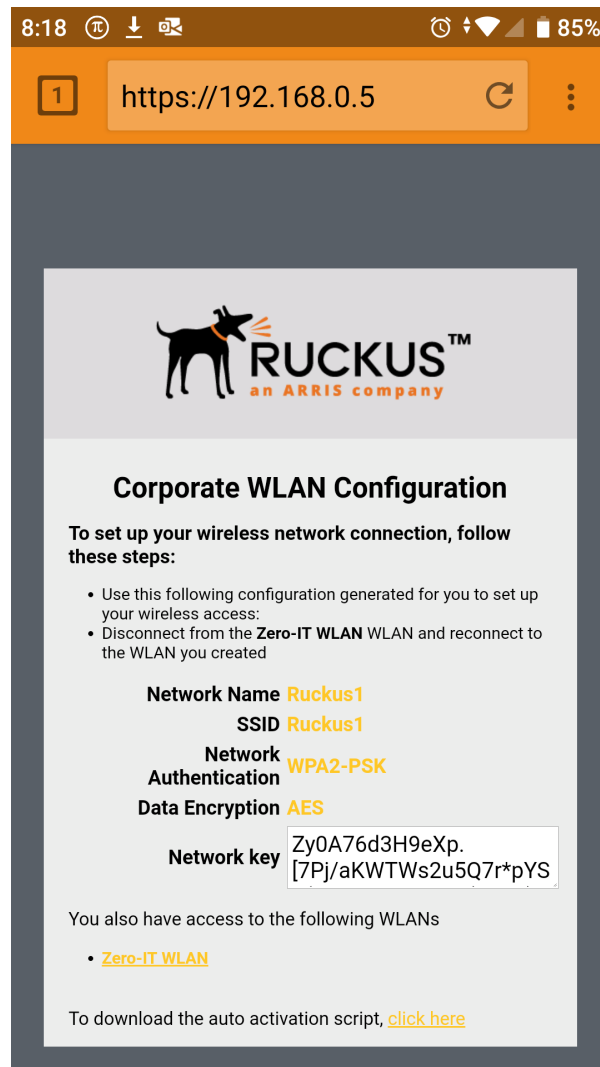 8:18
85%
1
https://192.168.0.5
RUCKUS™
an ARRIS company
Corporate WLAN Configuration
To set up your wireless network connection, follow
these steps:
• Use this following configuration generated for you to set up
your wireless access:
• Disconnect from the Zero-IT WLAN WLAN and reconnect to
the WLAN you created
Network Name Ruckus1
SSID Ruckus1
Network
Authentication WPA2-PSK
Data Encryption AES
Network key
Zy0A76d3H9eXp.
[7Pj/aKWTWs2u5Q7r*pYS
You also have access to the following WLANs
• Zero-IT WLAN
To download the auto activation script, click here